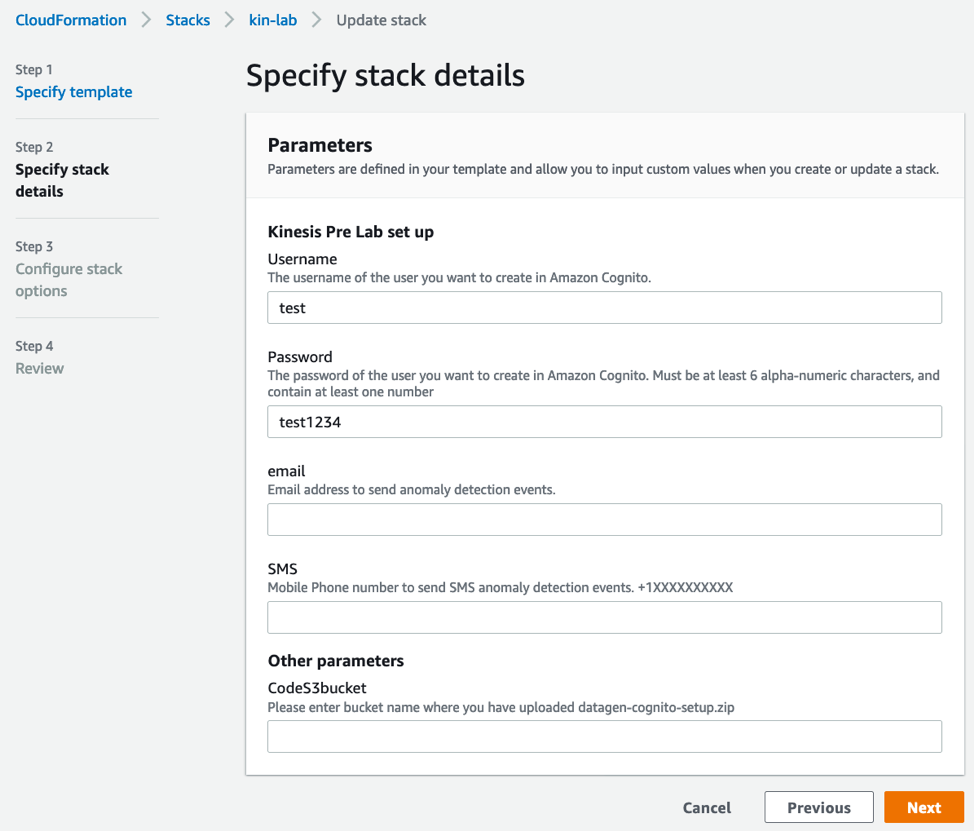 CloudFormation > Stacks > kin-lab > Update stack
Step 1
Specify template
Step 2
Specify stack
details
Step 3
Configure stack
options
Step 4
Review
Specify stack details
Parameters
Parameters are defined in your template and allow you to input custom values when you create or update a stack.
Kinesis Pre Lab set up
Username
The username of the user you want to create in Amazon Cognito.
test
Password
The password of the user you want to create in Amazon Cognito. Must be at least 6 alpha-numeric characters, and
contain at least one number
test1234
email
Email address to send anomaly detection events.
SMS
Mobile Phone number to send SMS anomaly detection events. +1XXXXXXXXXX
Other parameters
CodeS3bucket
Please enter bucket name where you have uploaded datagen-cognito-setup.zip
Cancel Previous Next